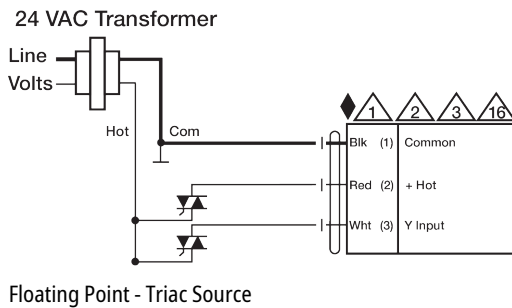 24 VAC Transformer
Line
Volts
Hot
Com
1 2 3 16
Blk (1) Common
Red (2) + Hot
Wht (3) Y Input
Floating Point - Triac Source